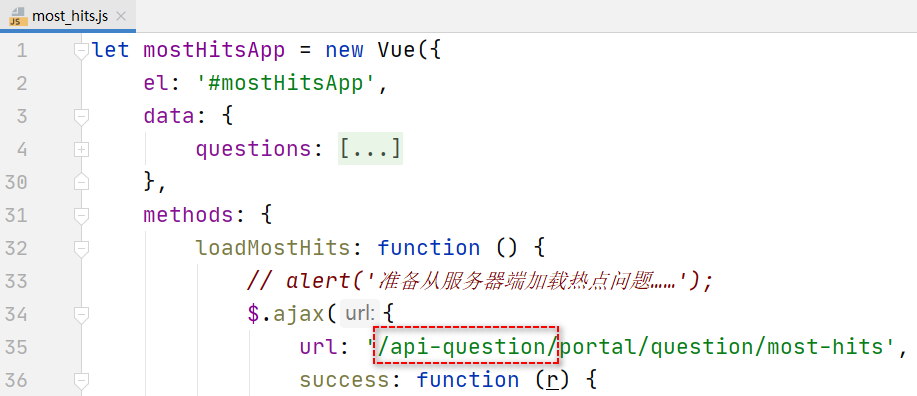 most_hits.js
1 let mostHitsApp = new Vue({
2 el: '#mostHitsApp',
3 data: {
4 questions: [...]
30 },
31 methods: {
32 loadMostHits: function () {
33 // alert('准备从服务器端加载热点问题……');
34 $.ajax( url: {
35 url: '/api-question/portal/question/most-hits',
36 success: function (r) {